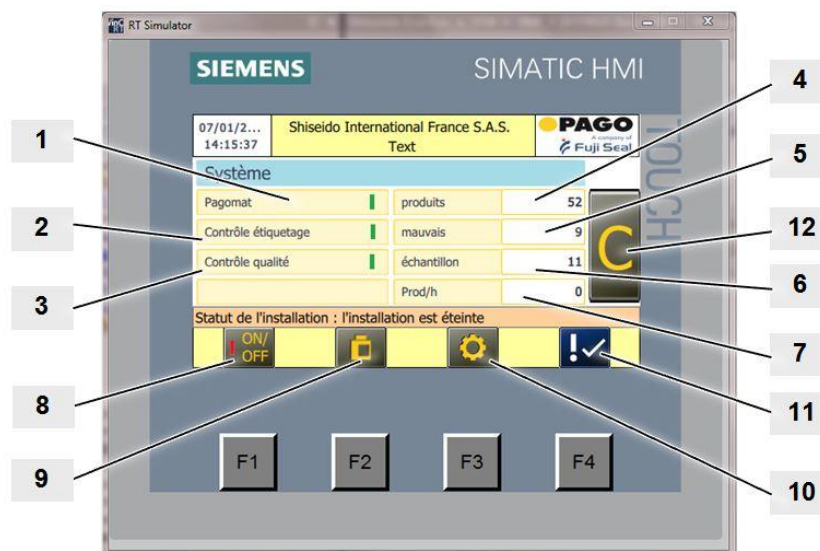 RT Simulator
SIEMENS
SIMATIC HMI
TOUCH
07/01/2...
14:15:37
Shiseido International France S.A.S.
Text
PAGO
A company of
Fuji Seal
Système
Pagomat
produits
52
Contrôle étiquetage
mauvais
9
Contrôle qualité
échantillon
11
Prod/h
0
C
Statut de l'installation : l'installation est éteinte
! ON/
OFF
!
F1
F2
F3
F4
1
2
3
8
9
4
5
12
6
7
11
10